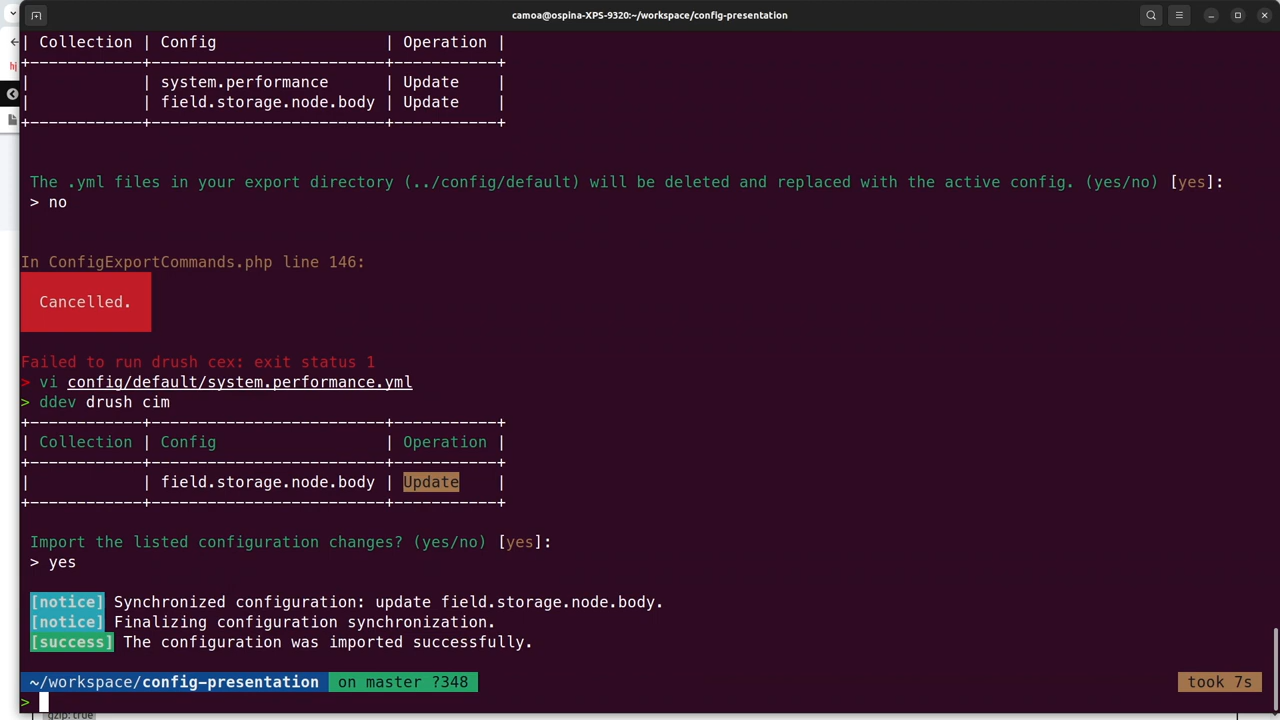 camoa@ospina-XPS-9320:~/workspace/config-presentation
| Collection | Config                   | Operation |
+------------+--------------------------+-----------+
|            | system.performance       | Update    |
|            | field.storage.node.body | Update    |
+------------+--------------------------+-----------+
The .yml files in your export directory (../config/default) will be deleted and replaced with the active config. (yes/no) [yes]:
> no
In ConfigExportCommands.php line 146:
Cancelled.
Failed to run drush cex: exit status 1
> vi config/default/system.performance.yml
> ddev drush cim
+------------+--------------------------+-----------+
| Collection | Config                   | Operation |
+------------+--------------------------+-----------+
|            | field.storage.node.body | Update    |
+------------+--------------------------+-----------+
Import the listed configuration changes? (yes/no) [yes]:
> yes
[notice] Synchronized configuration: update field.storage.node.body.
[notice] Finalizing configuration synchronization.
[success] The configuration was imported successfully.
~/workspace/config-presentation on master ?348 took 7s
>
gzip:true